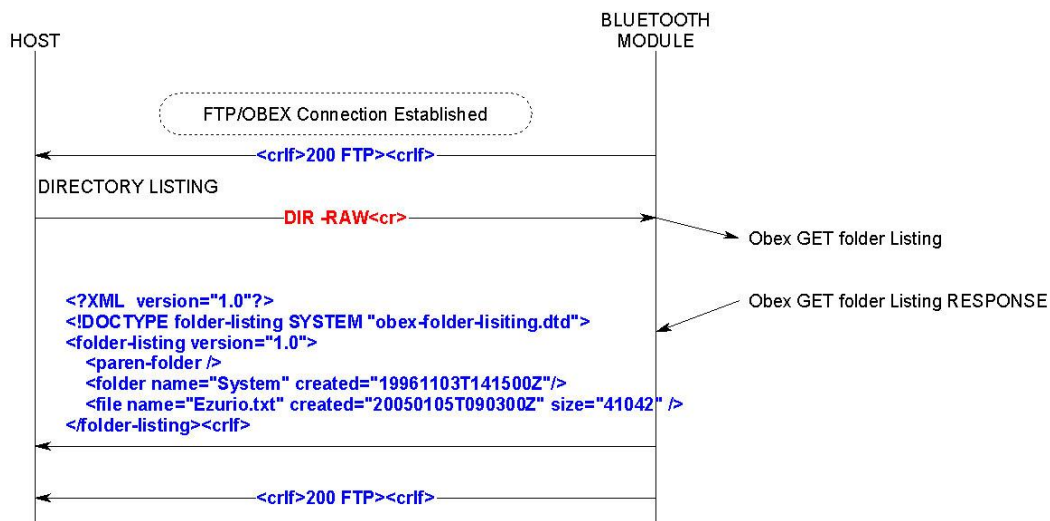 HOST
BLUETOOTH
MODULE
FTP/OBEX Connection Established
<crlf>200 FTP><crlf>
DIRECTORY LISTING
DIR -RAW<cr>
Obex GET folder Listing
Obex GET folder Listing RESPONSE
<?XML  version="1.0"?>
<!DOCTYPE folder-listing SYSTEM "obex-folder-lisiting.dtd">
<folder-listing version="1.0">
<paren-folder />
<folder name="System" created="19961103T141500Z"/>
<file name="Ezurio.txt" created="20050105T090300Z" size="41042" />
</folder-listing><crlf>
<crlf>200 FTP><crlf>